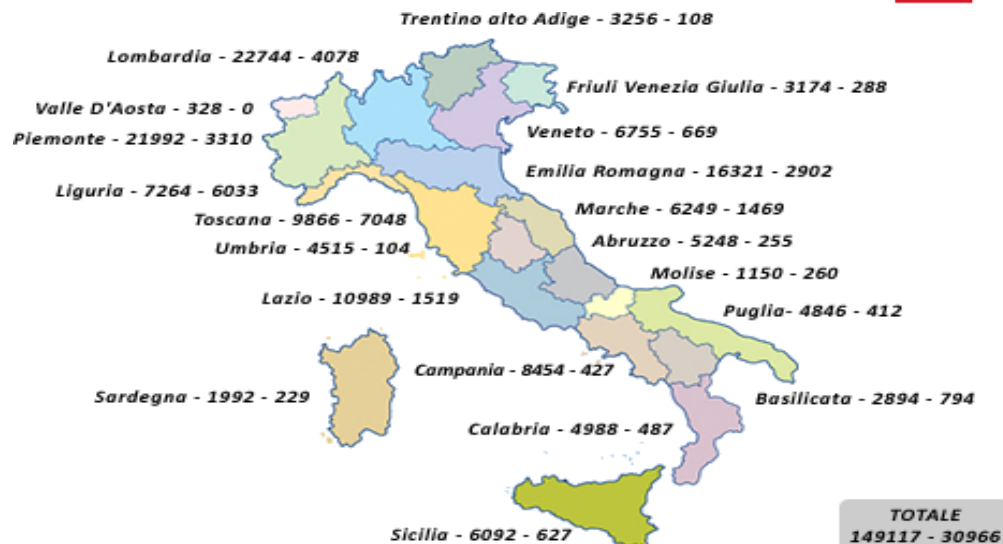 Trentino alto Adige - 3256 - 108
Lombardia - 22744 - 4078
Friuli Venezia Giulia - 3174 - 288
Valle D'Aosta - 328 - 0
Veneto - 6755 - 669
Piemonte - 21992 - 3310
Emilia Romagna - 16321 - 2902
Liguria - 7264 - 6033
Marche - 6249 - 1469
Toscana - 9866 - 7048
Abruzzo - 5248 - 255
Umbria - 4515 - 104
Molise - 1150 - 260
Lazio - 10989 - 1519
Puglia- 4846 - 412
Campania - 8454 - 427
Sardegna - 1992 - 229
Basilicata - 2894 - 794
Calabria - 4988 - 487
Sicilia - 6092 - 627
TOTALE
149117 - 30966